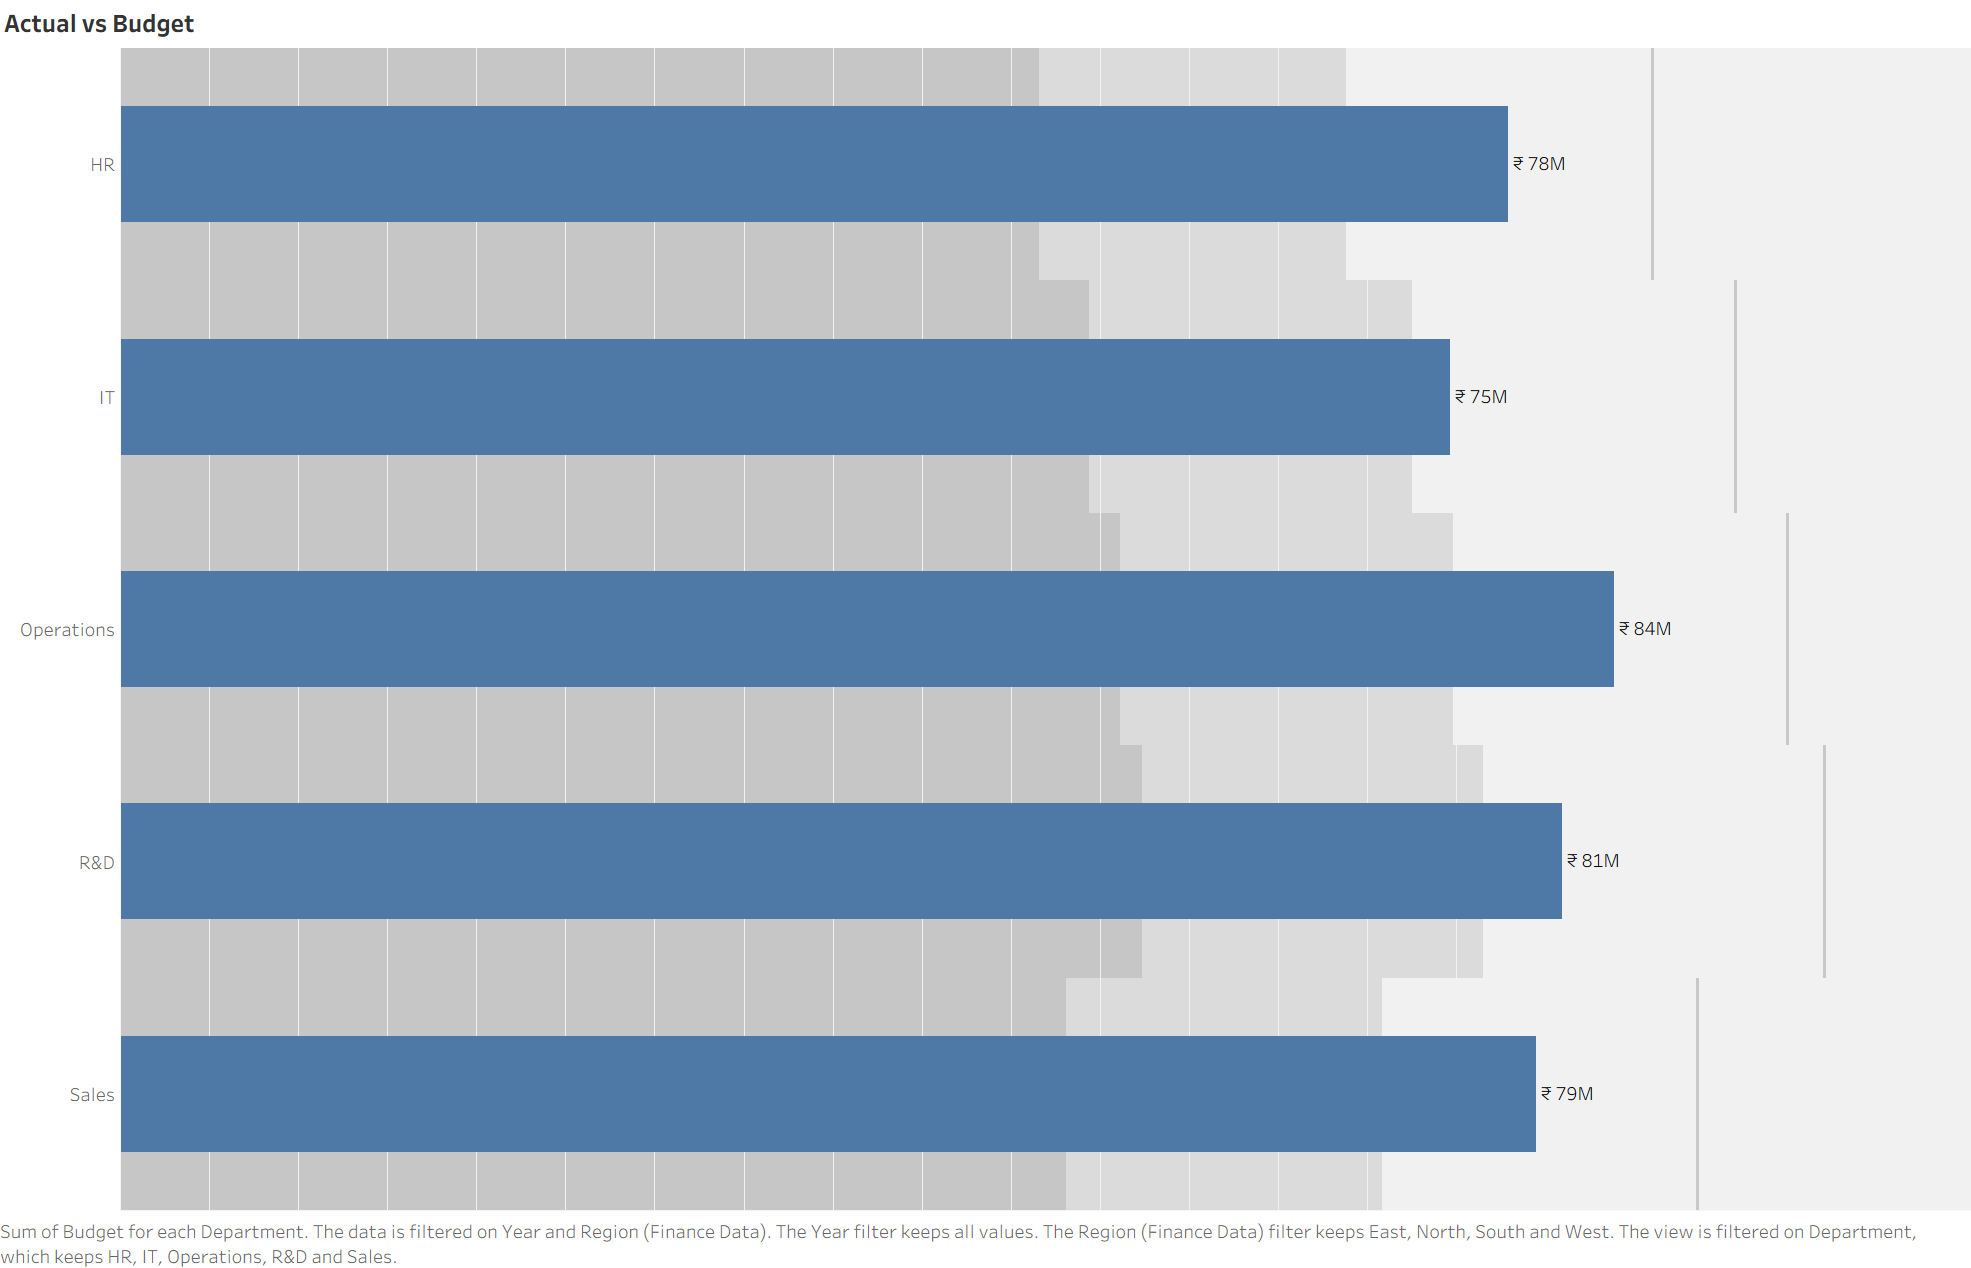 Actual vs Budget
HR
₹ 78M
IT
₹ 75M
Operations
₹ 84M
R&D
₹ 81M
Sales
₹ 79M
Sum of Budget for each Department. The data is filtered on Year and Region (Finance Data). The Year filter keeps all values. The Region (Finance Data) filter keeps East, North, South and West. The view is filtered on Department,
which keeps HR, IT, Operations, R&D and Sales.